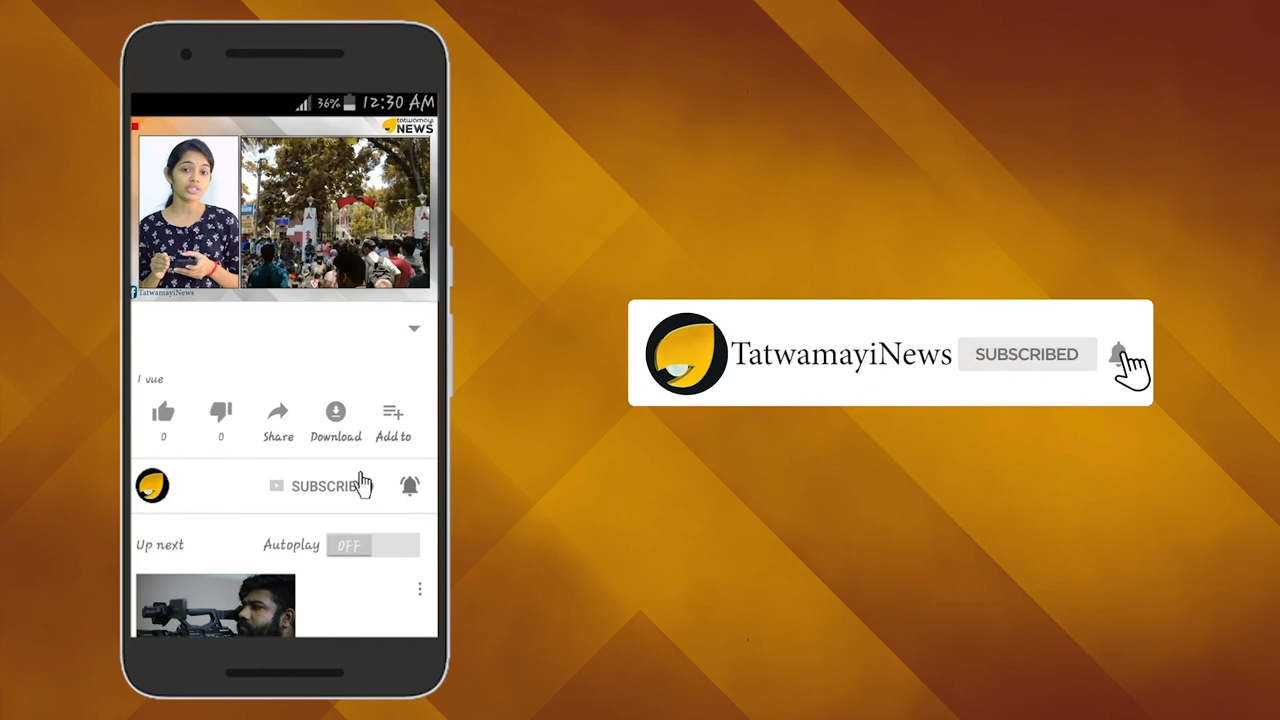 36% 12:30 AM
tatwamayi
NEWS
TatwamayiNews
1 vue
0 0 Share Download Add to
SUBSCRIBE
Up next Autoplay OFF
TatwamayiNews SUBSCRIBED